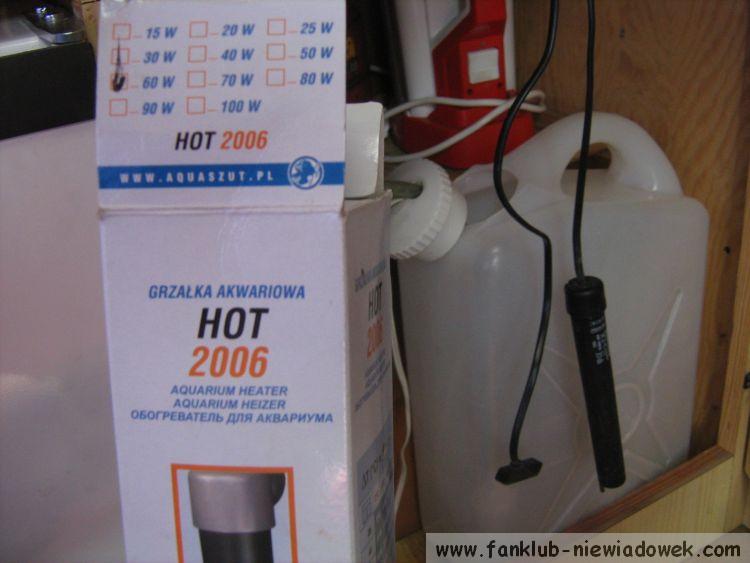 15 W 20 W 25 W
30 W 40 W 50 W
60 W 70 W 80 W
90 W 100 W
HOT 2006
WWW.AQUASZUT.PL
GRZAŁKA AKWARIOWA
HOT
2006
AQUARIUM HEATER
AQUARIUM HEIZER
ОБОГРЕВАТЕЛЬ ДЛЯ АКВАРИУМА
HOT
2006
www.fanklub-niewiadowek.com